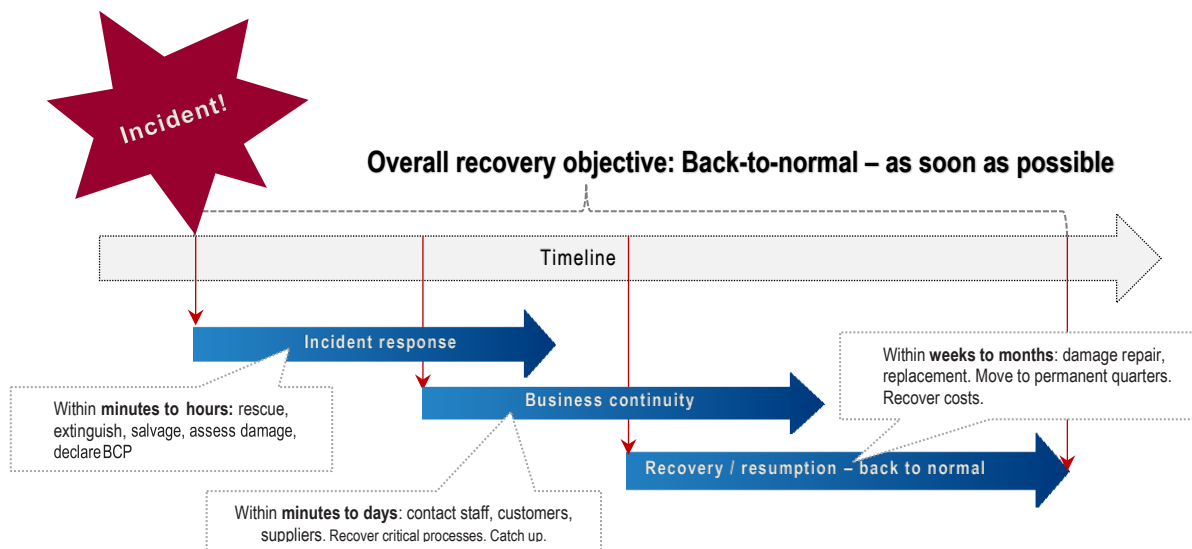 Incident!
Overall recovery objective: Back-to-normal – as soon as possible
Timeline
Incident response
Within minutes to hours: rescue,
extinguish, salvage, assess damage,
declare BCP
Business continuity
Within minutes to days: contact staff, customers,
suppliers. Recover critical processes. Catch up.
Within weeks to months: damage repair,
replacement. Move to permanent quarters.
Recover costs.
Recovery / resumption – back to normal